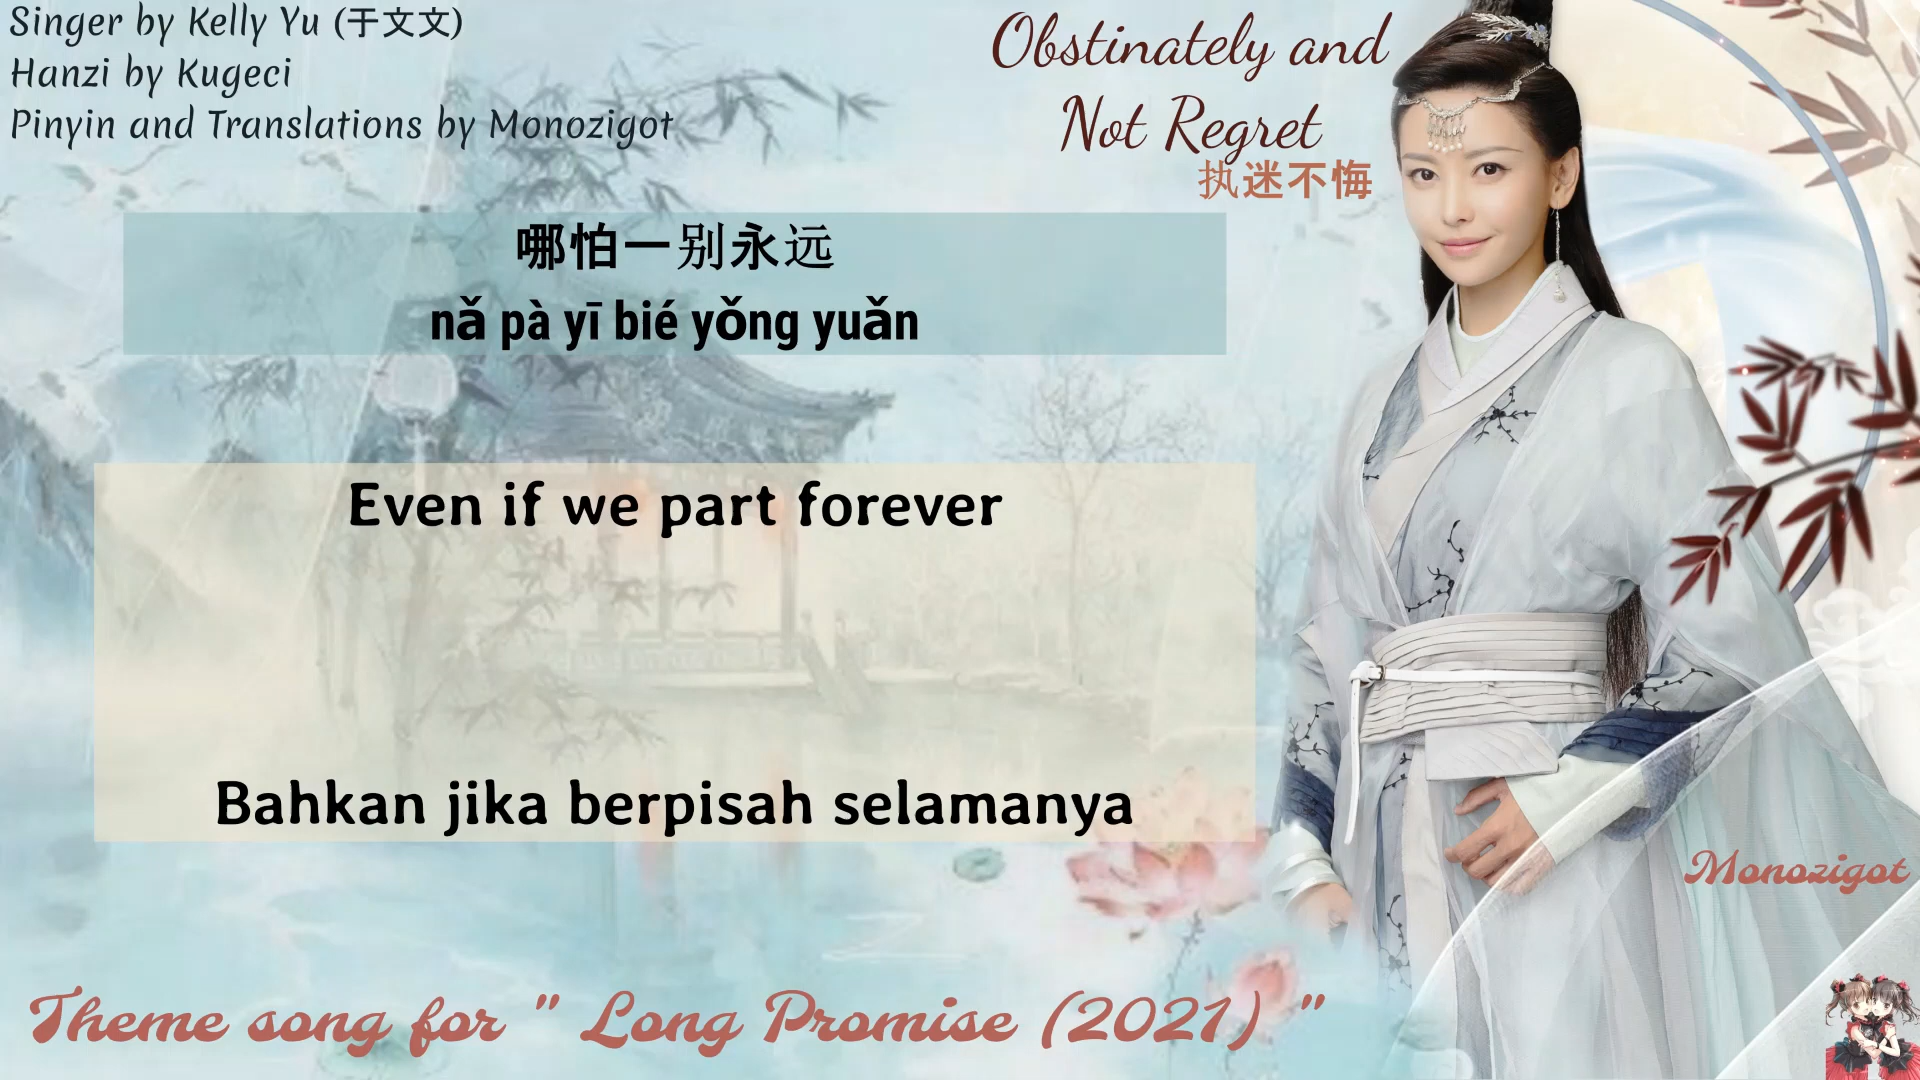 Singer by Kelly Yu (于文文)
Hanzi by Kugeci
Pinyin and Translations by Monozigot
Obstinately and
Not Regret
执迷不悔
哪怕一别永远
nǎ pà yī bié yǒng yuǎn
Even if we part forever
Bahkan jika berpisah selamanya
Monozigot
Theme song for " Long Promise (2021) "